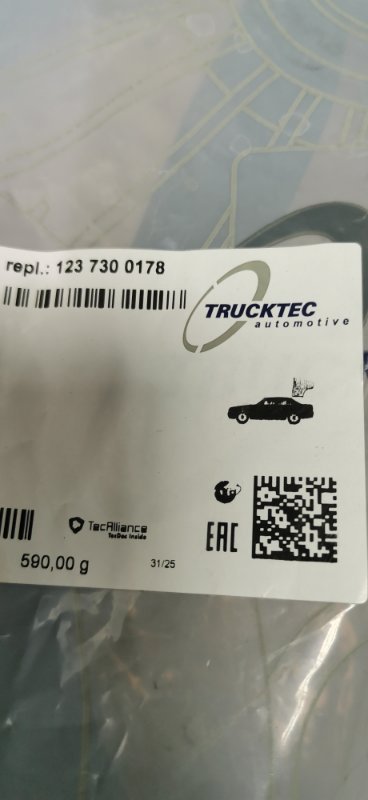 repl.: 123 730 0178
TRUCKTEC
automotive
TecAlliance
TecDoc Inside
EAC
590,00 g
31/25